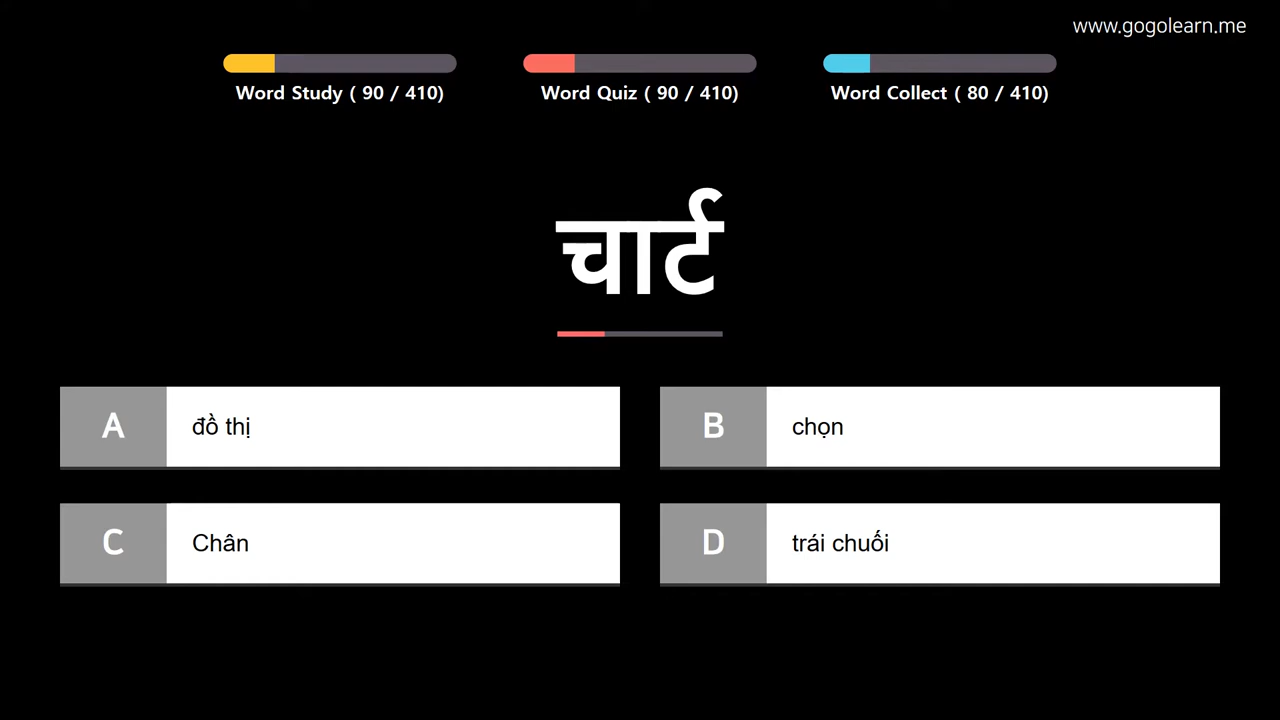 www.gogolearn.me
Word Study ( 90 / 410)
Word Quiz ( 90 / 410)
Word Collect ( 80 / 410)
चार्ट
A đồ thị
B chọn
C Chân
D trái chuối